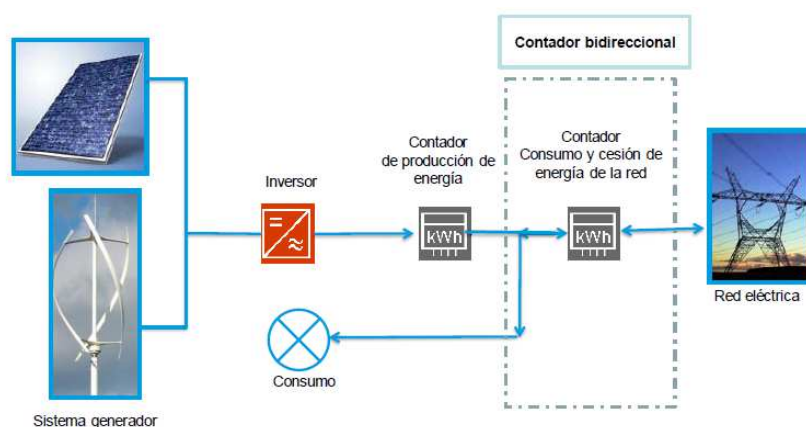 Contador bidireccional
Contador
de producción de
energía
Contador
Consumo y cesión de
energía de la red
Inversor
kWh
kWh
Red eléctrica
Consumo
Sistema generador